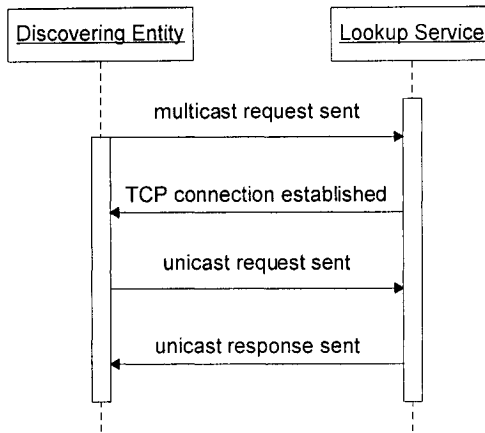 Discovering Entity
Lookup Service
multicast request sent
TCP connection established
unicast request sent
unicast response sent